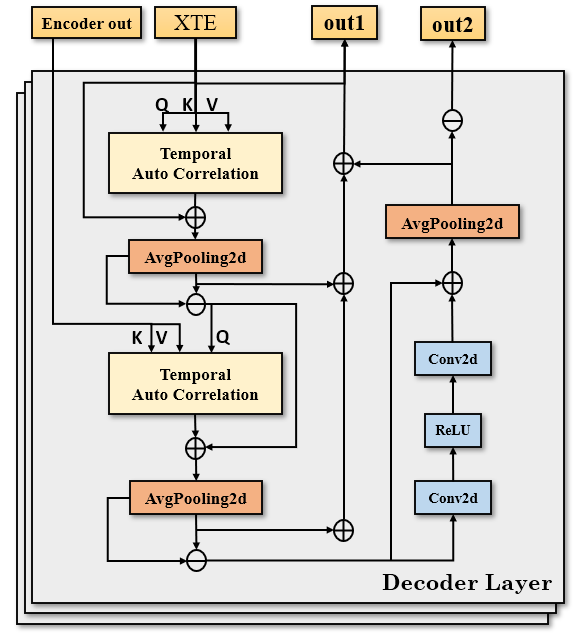 Encoder out
XTE
out1
out2
Q K V
Temporal
Auto Correlation
AvgPooling2d
K V
Q
Temporal
Auto Correlation
AvgPooling2d
AvgPooling2d
Conv2d
ReLU
Conv2d
Decoder Layer